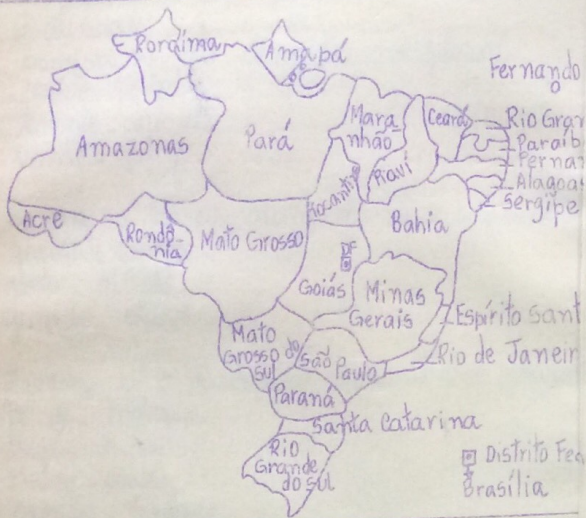 Roraima
Amapá
Fernando
Amazonas
Pará
Mara-
nhão
Ceará
Rio Gran
Paraíb
Pernam
Alagoas
Sergipe
Piauí
Tocantins
Acre
Rondô-
nia
Mato Grosso
Bahia
DF
Goiás
Minas
Gerais
Espírito Sant
Mato
Grosso do
Sul
São
Paulo
Rio de Janeir
Paraná
Santa Catarina
Rio
Grande
do Sul
Distrito Fed
Brasília